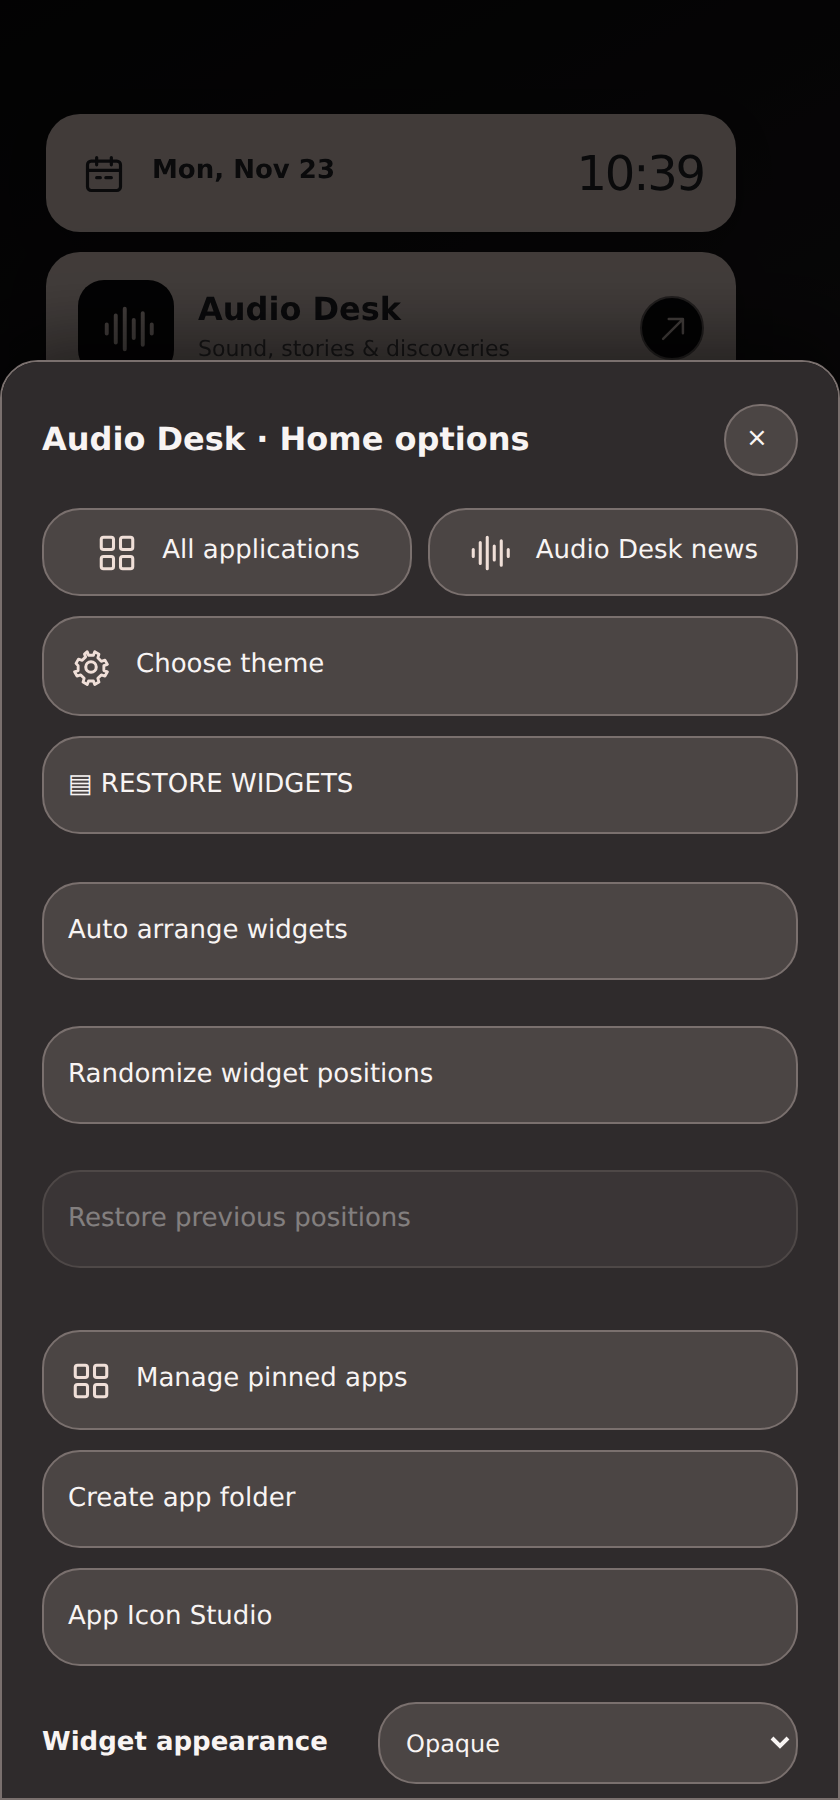 Mon, Nov 23
10:39
Audio Desk
Sound, stories & discoveries
Audio Desk · Home options
All applications
Audio Desk news
Choose theme
RESTORE WIDGETS
Auto arrange widgets
Randomize widget positions
Restore previous positions
Manage pinned apps
Create app folder
App Icon Studio
Widget appearance
Opaque